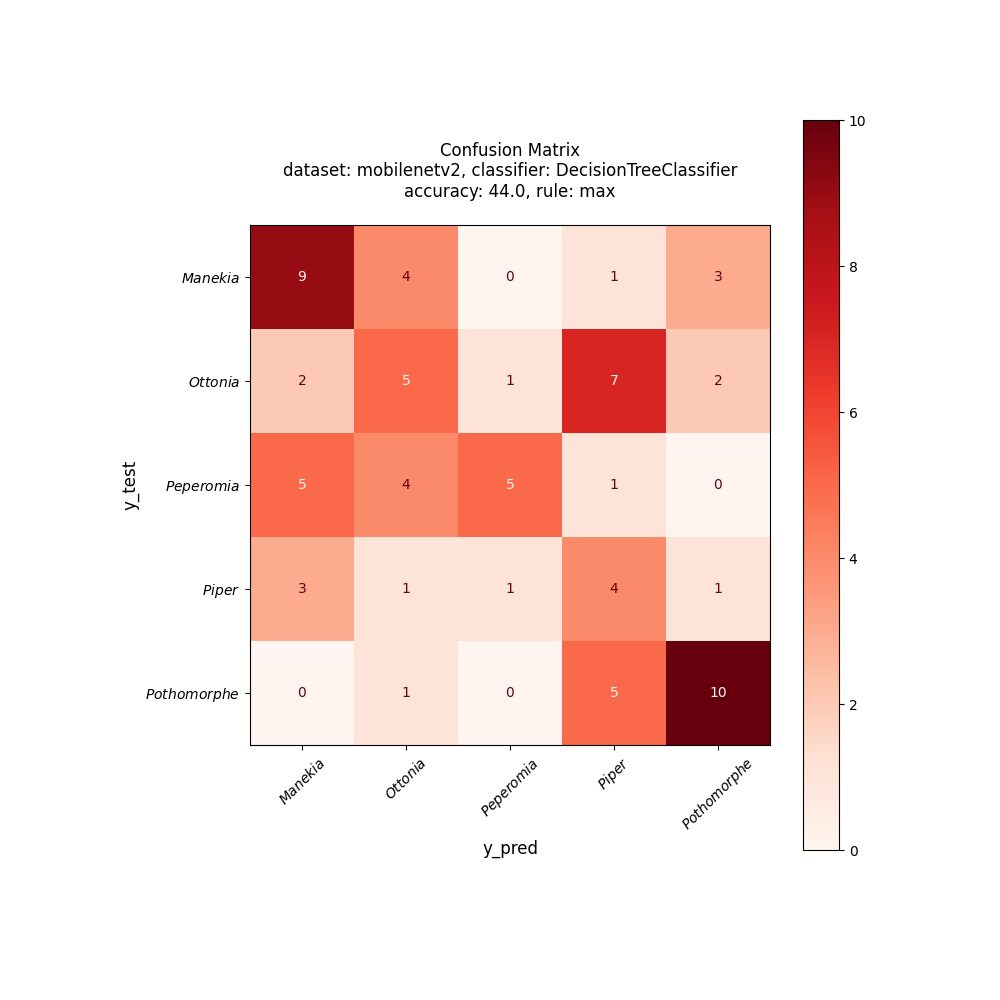 Confusion Matrix
dataset: mobilenetv2, classifier: DecisionTreeClassifier
accuracy: 44.0, rule: max
10
8
6
4
2
0
y_test
Manekia 9 4 0 1 3
Ottonia 2 5 1 7 2
Peperomia 5 4 5 1 0
Piper 3 1 1 4 1
Pothomorphe 0 1 0 5 10
Manekia Ottonia Peperomia Piper Pothomorphe
y_pred